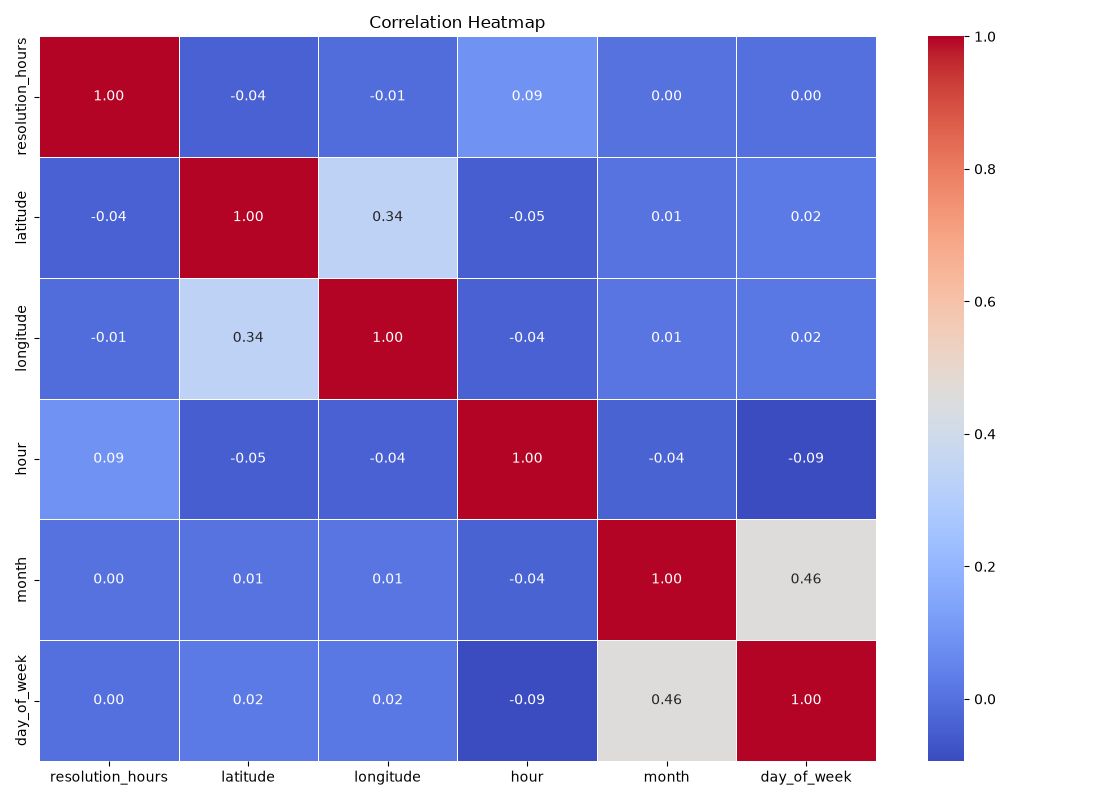 Correlation Heatmap
resolution_hours 1.00 -0.04 -0.01 0.09 0.00 0.00
latitude -0.04 1.00 0.34 -0.05 0.01 0.02
longitude -0.01 0.34 1.00 -0.04 0.01 0.02
hour 0.09 -0.05 -0.04 1.00 -0.04 -0.09
month 0.00 0.01 0.01 -0.04 1.00 0.46
day_of_week 0.00 0.02 0.02 -0.09 0.46 1.00
resolution_hours latitude longitude hour month day_of_week
1.0
0.8
0.6
0.4
0.2
0.0